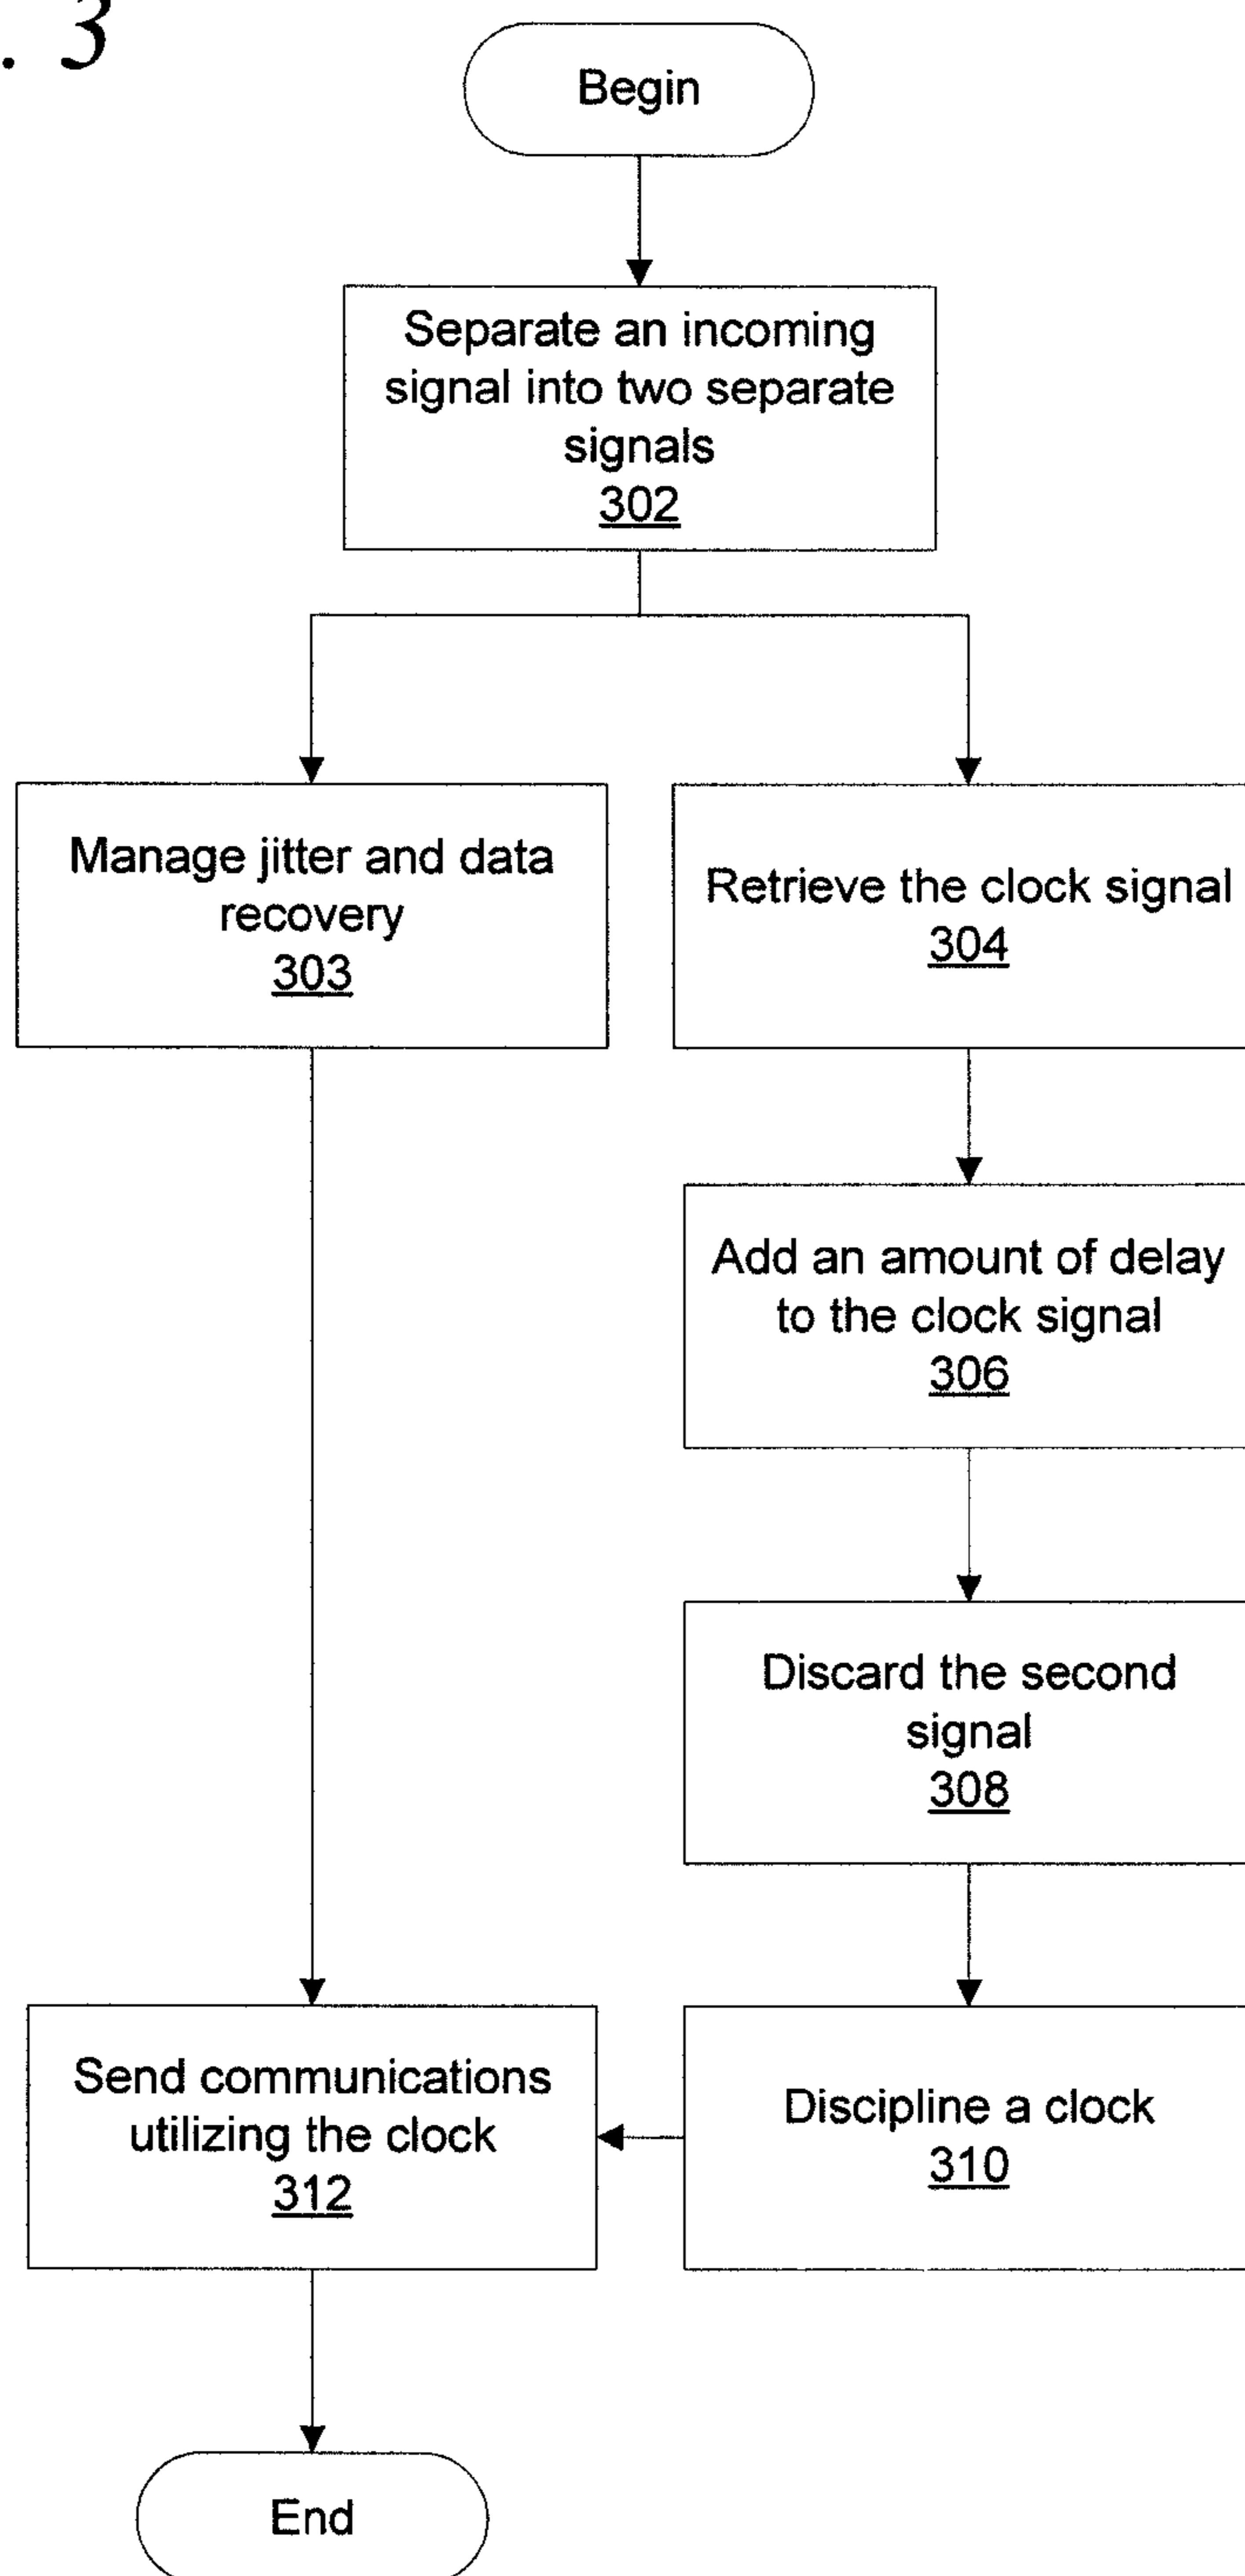 . 3
Begin
Separate an incoming
signal into two separate
signals
302
Manage jitter and data
recovery
303
Retrieve the clock signal
304
Add an amount of delay
to the clock signal
306
Discard the second
signal
308
Send communications
utilizing the clock
312
Discipline a clock
310
End